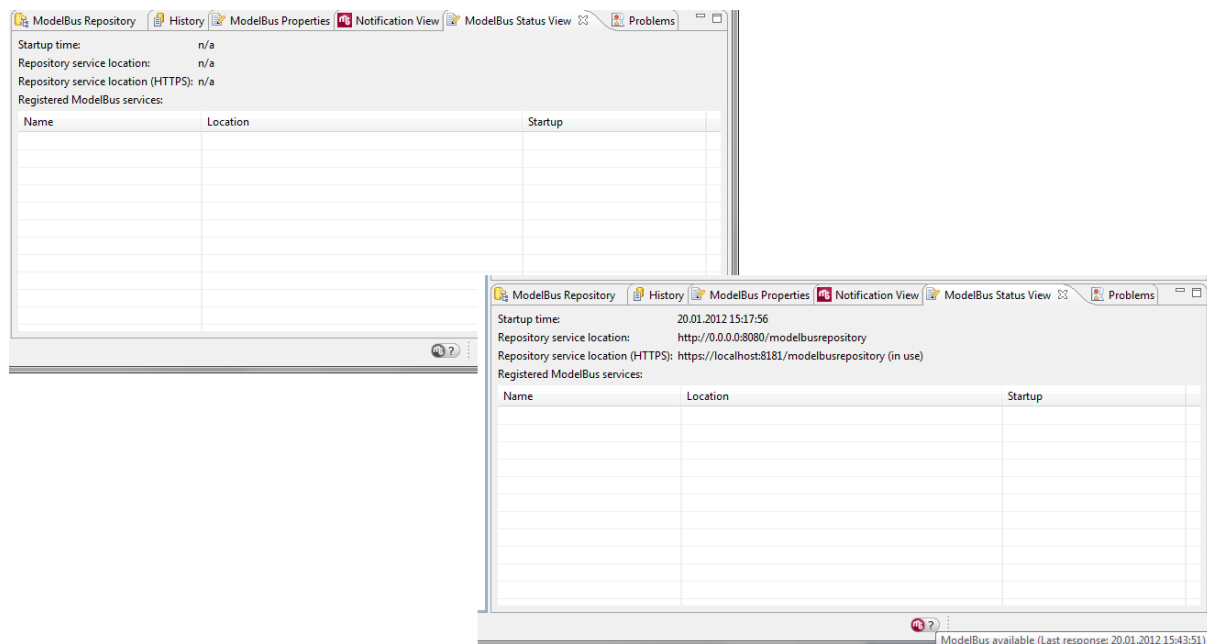 ModelBus Repository History ModelBus Properties Notification View ModelBus Status View Problems
Startup time: n/a
Repository service location: n/a
Repository service location (HTTPS): n/a
Registered ModelBus services:
Name Location Startup
?
ModelBus Repository History ModelBus Properties Notification View ModelBus Status View Problems
Startup time: 20.01.2012 15:17:56
Repository service location: http://0.0.0.0:8080/modelbusrepository
Repository service location (HTTPS): https://localhost:8181/modelbusrepository (in use)
Registered ModelBus services:
Name Location Startup
?
ModelBus available (Last response: 20.01.2012 15:43:51)